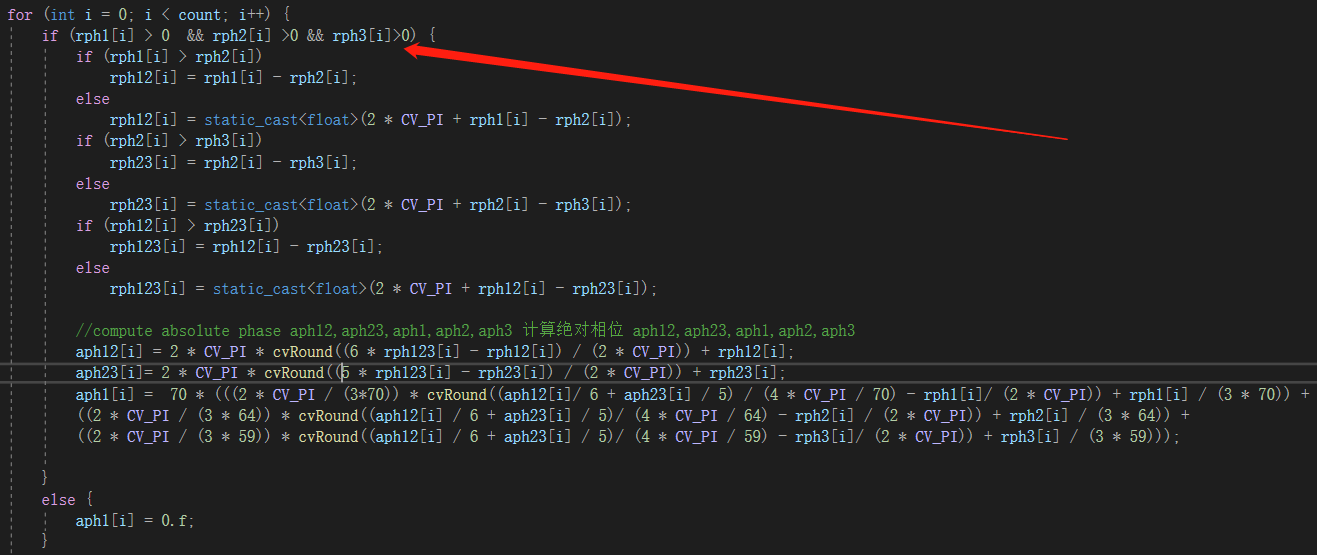 for (int i = 0; i < count; i++) {
if (rph1[i] > 0  && rph2[i] >0 && rph3[i]>0) {
if (rph1[i] > rph2[i])
rph12[i] = rph1[i] - rph2[i];
else
rph12[i] = static_cast<float>(2 * CV_PI + rph1[i] - rph2[i]);
if (rph2[i] > rph3[i])
rph23[i] = rph2[i] - rph3[i];
else
rph23[i] = static_cast<float>(2 * CV_PI + rph2[i] - rph3[i]);
if (rph12[i] > rph23[i])
rph123[i] = rph12[i] - rph23[i];
else
rph123[i] = static_cast<float>(2 * CV_PI + rph12[i] - rph23[i]);
//compute absolute phase aph12,aph23,aph1,aph2,aph3 计算绝对相位 aph12,aph23,aph1,aph2,aph3
aph12[i] = 2 * CV_PI * cvRound((6 * rph123[i] - rph12[i]) / (2 * CV_PI)) + rph12[i];
aph23[i]= 2 * CV_PI * cvRound((5 * rph123[i] - rph23[i]) / (2 * CV_PI)) + rph23[i];
aph1[i] =  70 * (((2 * CV_PI / (3*70)) * cvRound((aph12[i]/ 6 + aph23[i] / 5) / (4 * CV_PI / 70) - rph1[i]/ (2 * CV_PI)) + rph1[i] / (3 * 70)) +
((2 * CV_PI / (3 * 64)) * cvRound((aph12[i] / 6 + aph23[i] / 5)/ (4 * CV_PI / 64) - rph2[i] / (2 * CV_PI)) + rph2[i] / (3 * 64)) +
((2 * CV_PI / (3 * 59)) * cvRound((aph12[i] / 6 + aph23[i] / 5)/ (4 * CV_PI / 59) - rph3[i]/ (2 * CV_PI)) + rph3[i] / (3 * 59)));
}
else {
aph1[i] = 0.f;
}